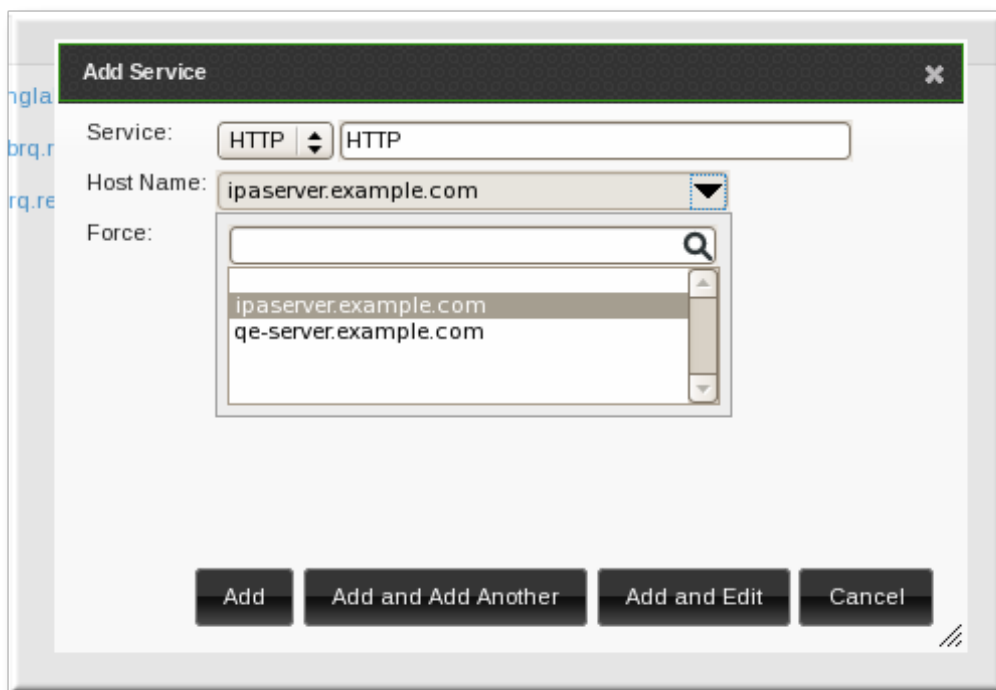 Add Service
Service: HTTP HTTP
Host Name: ipaserver.example.com
Force:
ipaserver.example.com
qe-server.example.com
Add Add and Add Another Add and Edit Cancel